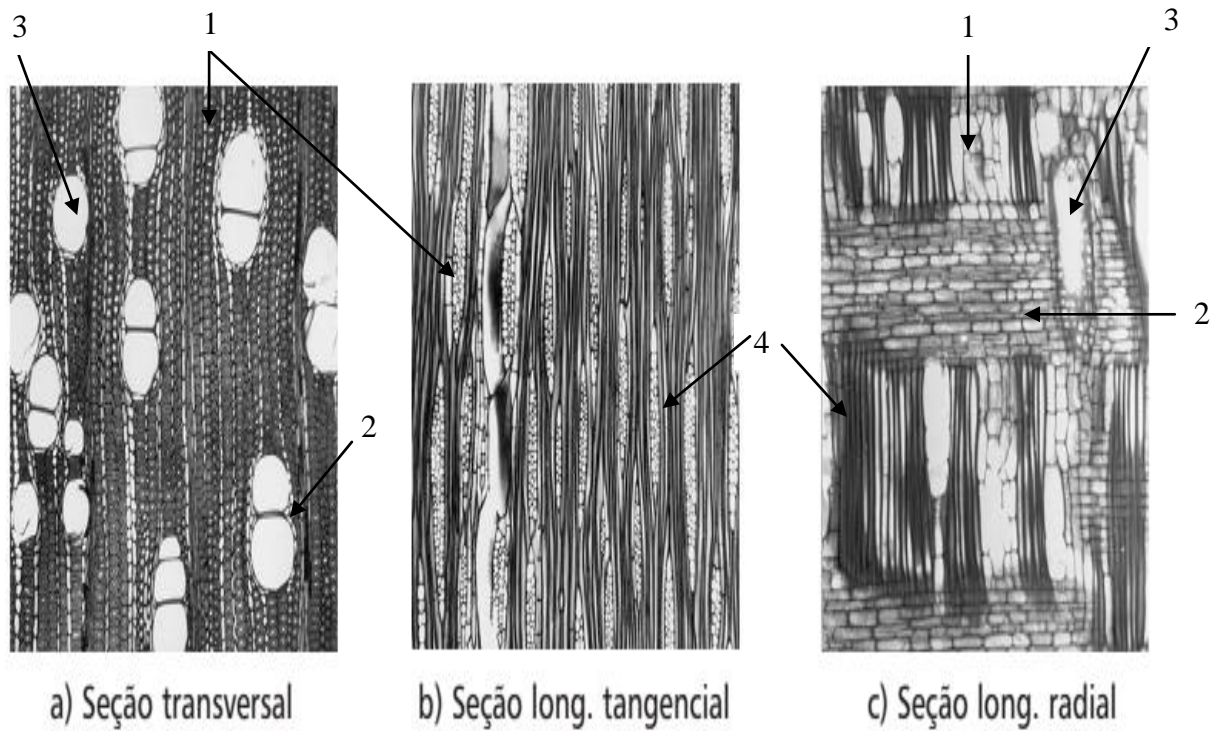 3
1
1
3
2
4
2
a) Seção transversal
b) Seção long. tangencial
c) Seção long. radial